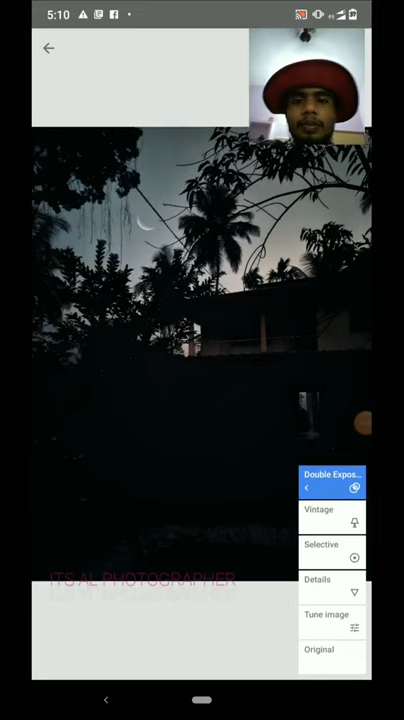 5:10
Double Expos...
Vintage
Selective
Details
Tune image
Original
ITS AL PHOTOGRAPHER